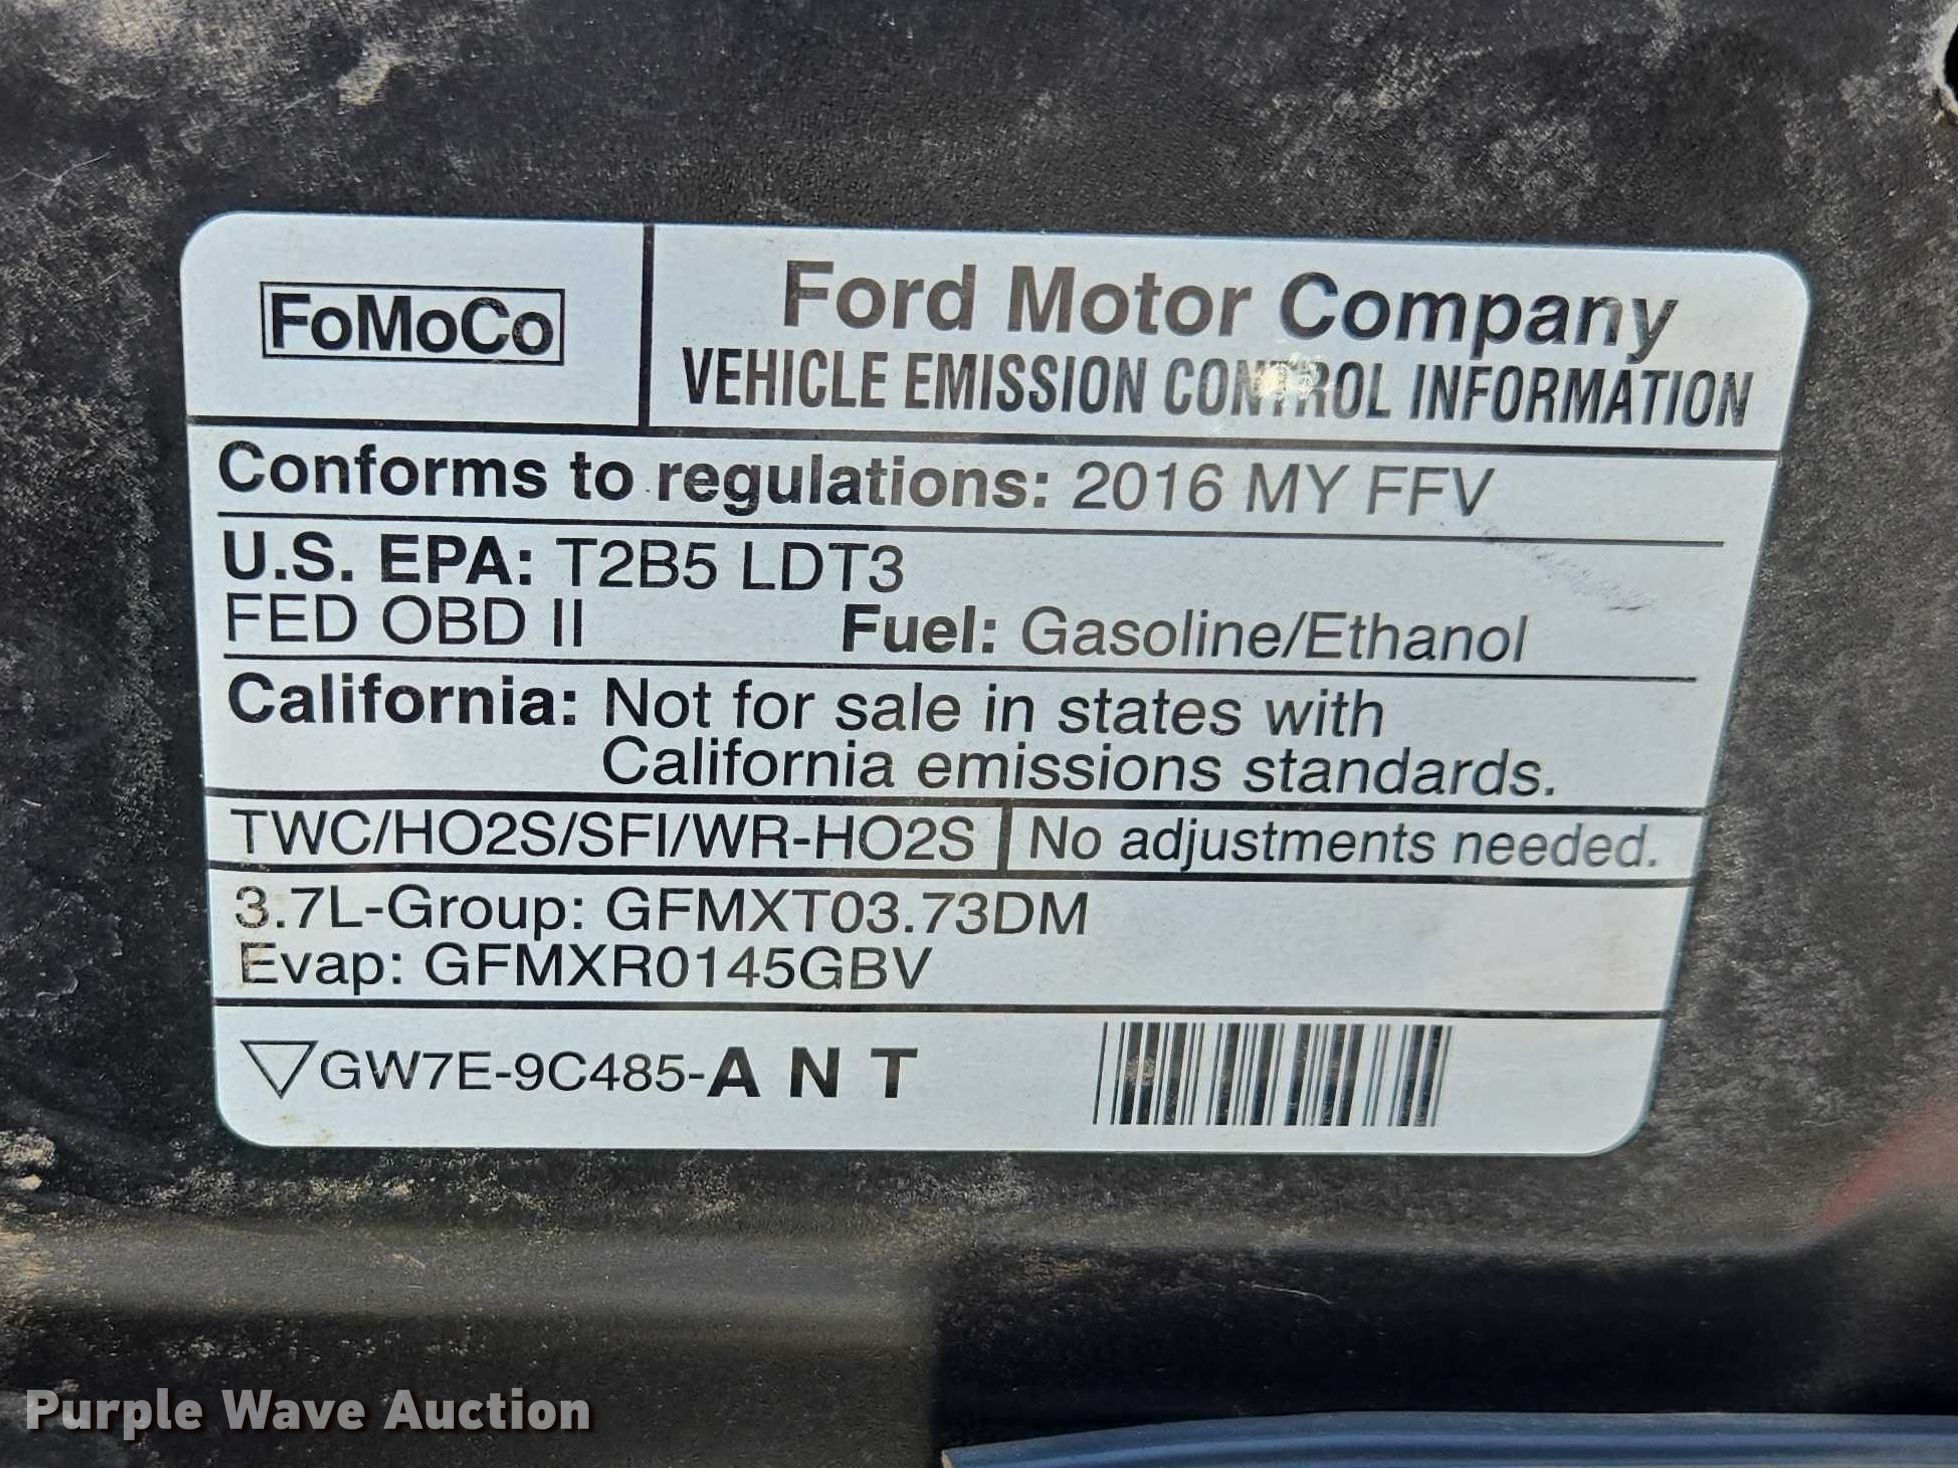 FoMoCo
Ford Motor Company
VEHICLE EMISSION CONTROL INFORMATION
Conforms to regulations: 2016 MY FFV
U.S. EPA: T2B5 LDT3
FED OBD II Fuel: Gasoline/Ethanol
California: Not for sale in states with
California emissions standards.
TWC/HO2S/SFI/WR-HO2S No adjustments needed.
3.7L-Group: GFMXT03.73DM
Evap: GFMXR0145GBV
GW7E-9C485-A N T
Purple Wave Auction